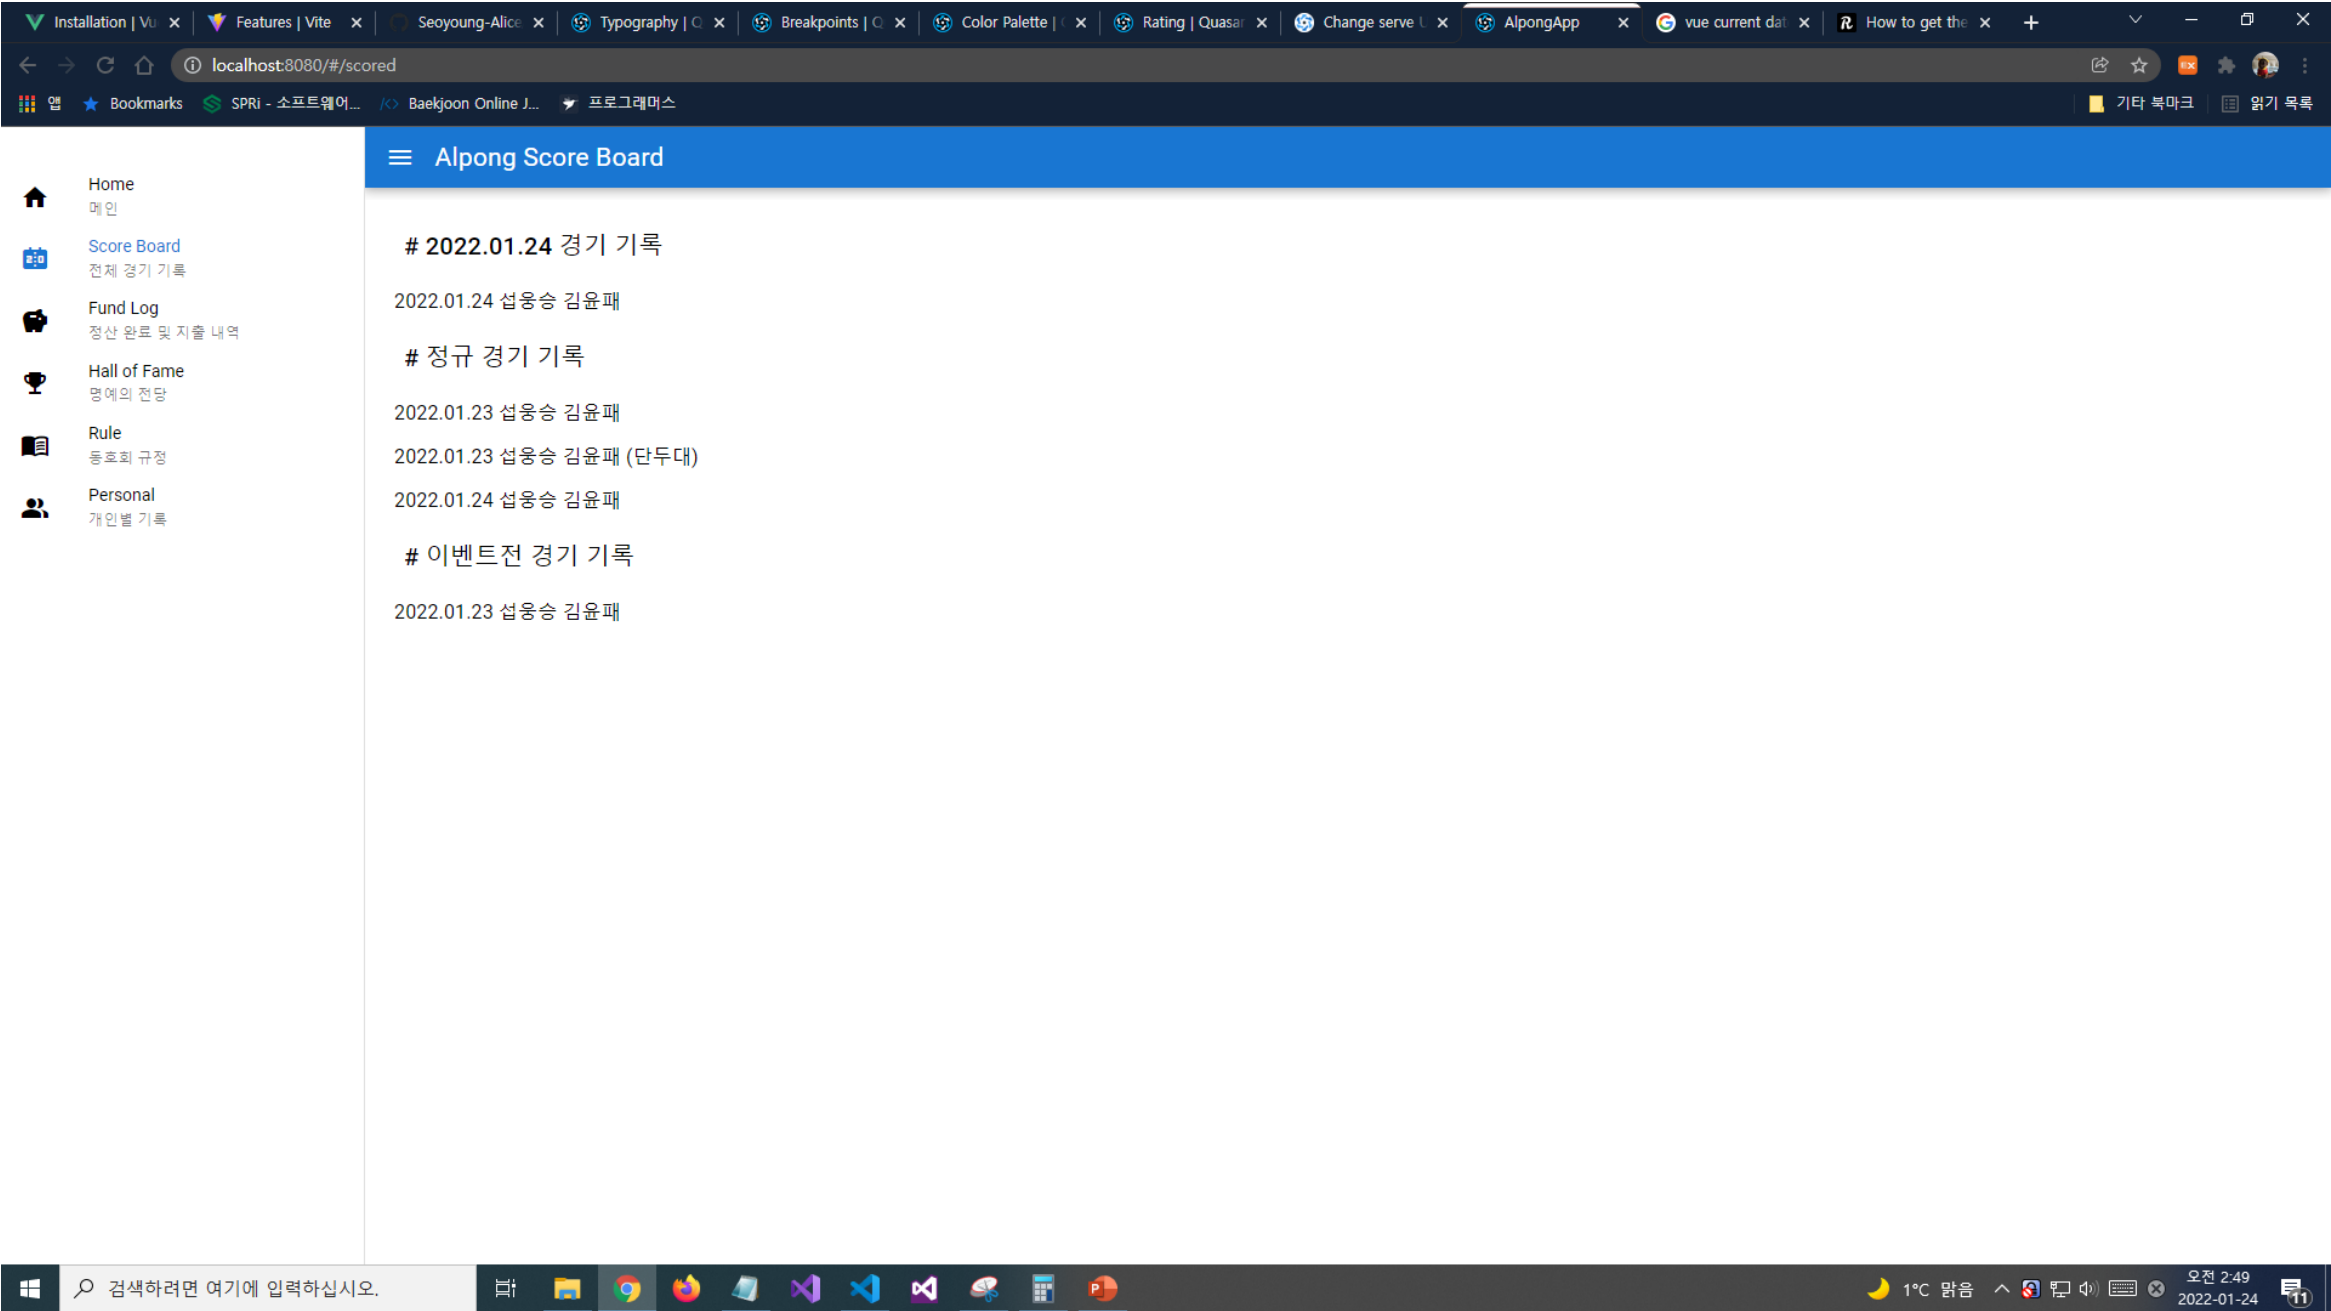 Installation | Vu
Features | Vite
Seoyoung-Alice
Typography | Q
Breakpoints | Q
Color Palette |
Rating | Quasar
Change serve U
AlpongApp
vue current dat
How to get the
localhost:8080/#/scored
앱
Bookmarks
SPRi - 소프트웨어...
Baekjoon Online J...
프로그래머스
기타 북마크
읽기 목록
Alpong Score Board
Home
메인
Score Board
전체 경기 기록
Fund Log
정산 완료 및 지출 내역
Hall of Fame
명예의 전당
Rule
동호회 규정
Personal
개인별 기록
# 2022.01.24 경기 기록
2022.01.24 섭웅승 김윤패
# 정규 경기 기록
2022.01.23 섭웅승 김윤패
2022.01.23 섭웅승 김윤패 (단두대)
2022.01.24 섭웅승 김윤패
# 이벤트전 경기 기록
2022.01.23 섭웅승 김윤패
검색하려면 여기에 입력하십시오.
1°C 맑음
오전 2:49
2022-01-24
11